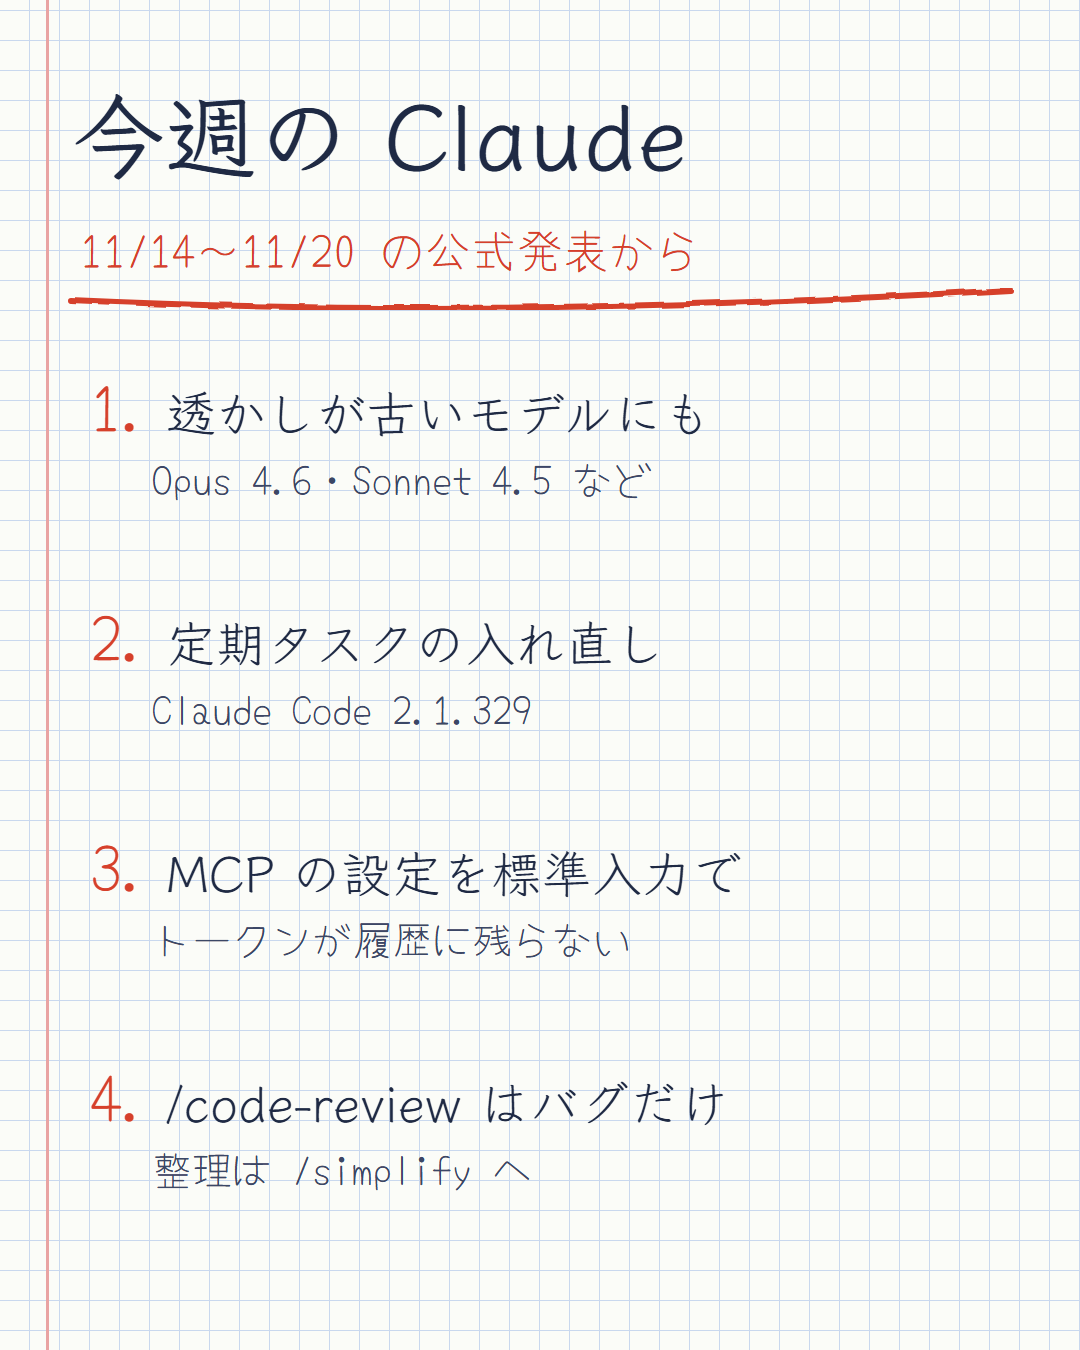 今週の Claude
11/14〜11/20 の公式発表から
1. 透かしが古いモデルにも
Opus 4.6・Sonnet 4.5 など
2. 定期タスクの入れ直し
Claude Code 2.1.329
3. MCP の設定を標準入力で
トークンが履歴に残らない
4. /code-review はバグだけ
整理は /simplify へ